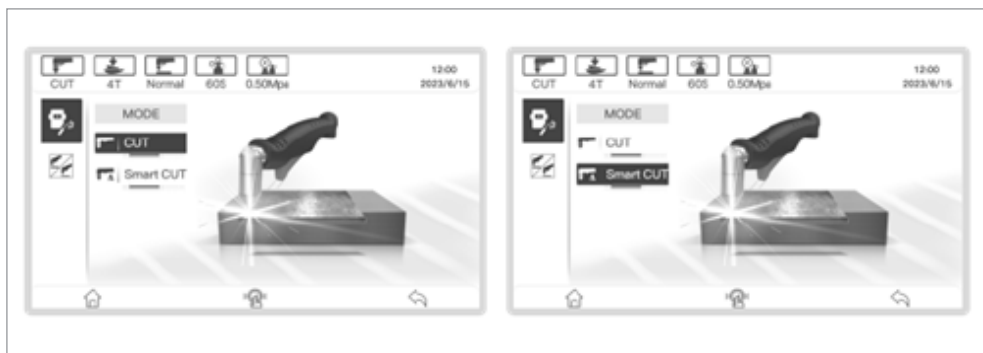 CUT 4T Normal 60S 0.50Mpa
12:00
2023/6/15
MODE
CUT
Smart CUT
CUT 4T Normal 60S 0.50Mpa
12:00
2023/6/15
MODE
CUT
Smart CUT